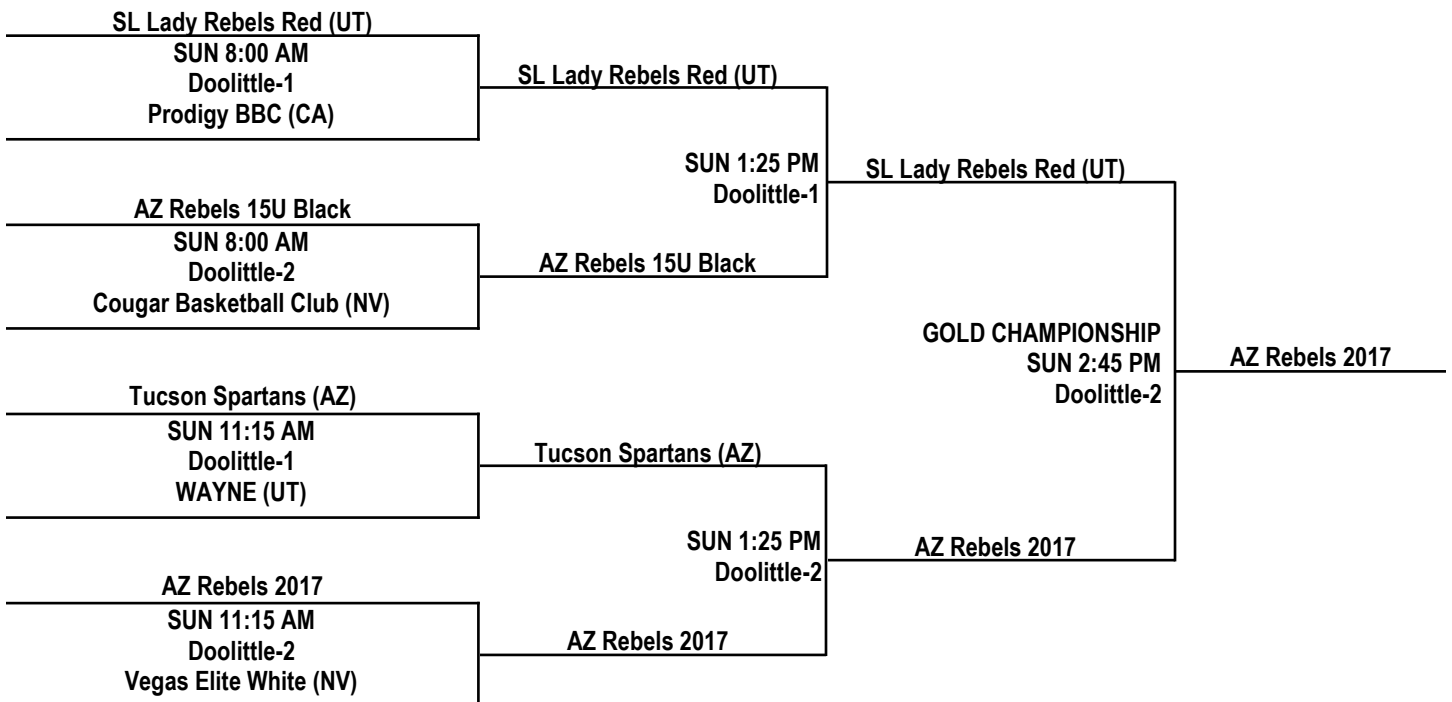 SL Lady Rebels Red (UT)
SUN 8:00 AM
Doolittle-1
Prodigy BBC (CA)
SL Lady Rebels Red (UT)
SUN 1:25 PM
Doolittle-1
SL Lady Rebels Red (UT)
AZ Rebels 15U Black
SUN 8:00 AM
Doolittle-2
Cougar Basketball Club (NV)
AZ Rebels 15U Black
GOLD CHAMPIONSHIP
SUN 2:45 PM
Doolittle-2
AZ Rebels 2017
Tucson Spartans (AZ)
SUN 11:15 AM
Doolittle-1
WAYNE (UT)
Tucson Spartans (AZ)
SUN 1:25 PM
Doolittle-2
AZ Rebels 2017
AZ Rebels 2017
SUN 11:15 AM
Doolittle-2
Vegas Elite White (NV)
AZ Rebels 2017